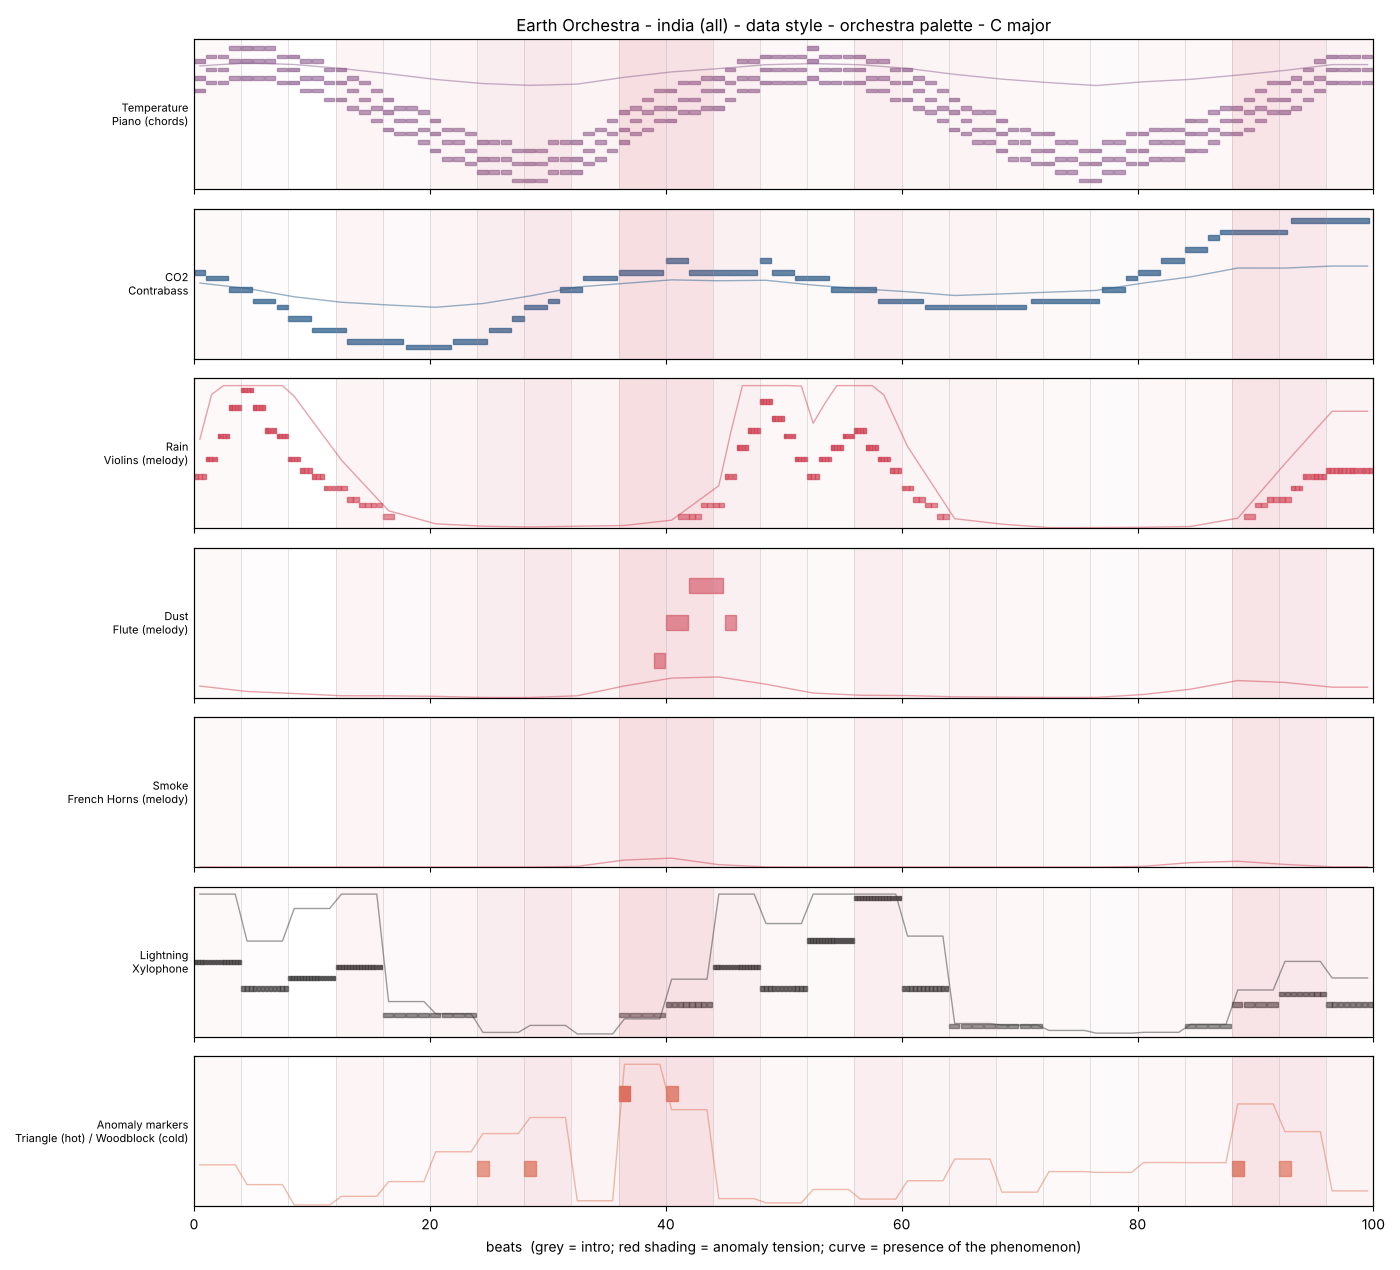 Earth Orchestra - india (all) - data style - orchestra palette - C major
Temperature
Piano (chords)
CO2
Contrabass
Rain
Violins (melody)
Dust
Flute (melody)
Smoke
French Horns (melody)
Lightning
Xylophone
Anomaly markers
Triangle (hot) / Woodblock (cold)
0 20 40 60 80 100
beats  (grey = intro; red shading = anomaly tension; curve = presence of the phenomenon)